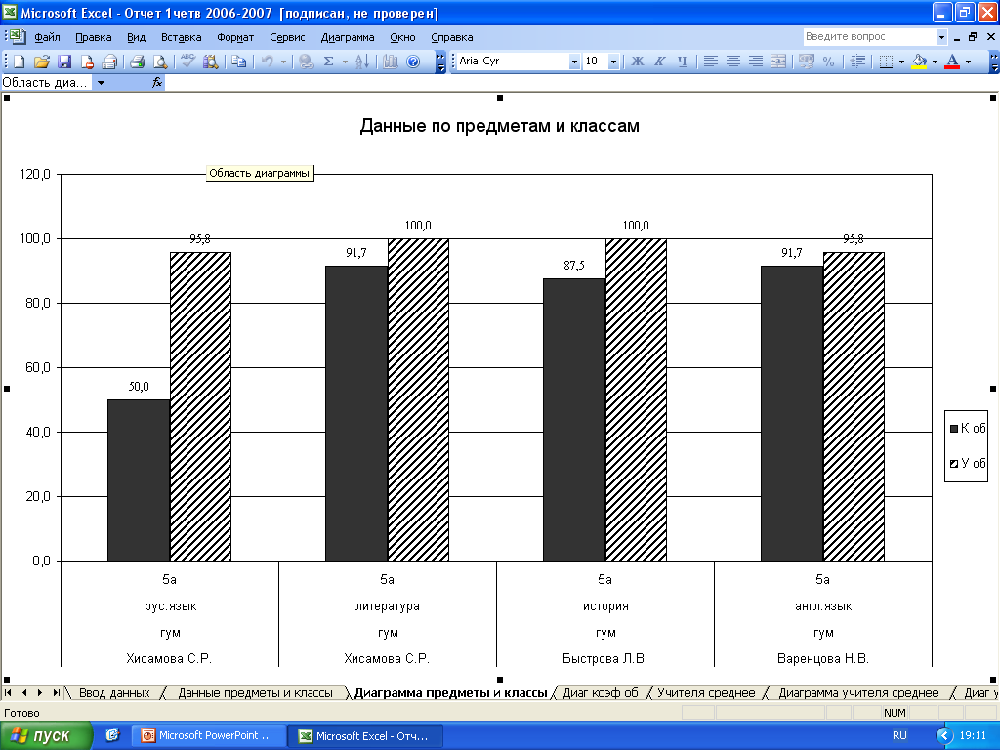 Microsoft Excel - Отчет 1четв 2006-2007 [подписан, не проверен]
Файл Правка Вид Вставка Формат Сервис Диаграмма Окно Справка Введите вопрос
Arial Cyr 10 Ж К Ч
Область диа... fx
Данные по предметам и классам
Область диаграммы
120,0
100,0
80,0
60,0
40,0
20,0
0,0
50,0 95,8 91,7 100,0 87,5 100,0 91,7 95,8
К об
У об
5а 5а 5а 5а
рус.язык литература история англ.язык
гум гум гум гум
Хисамова С.Р. Хисамова С.Р. Быстрова Л.В. Варенцова Н.В.
Ввод данных Данные предметы и классы Диаграмма предметы и классы Диаг коэф об Учителя среднее Диаграмма учителя среднее Диаг у
Готово NUM
пуск Microsoft PowerPoint ... Microsoft Excel - Отч... RU 19:11